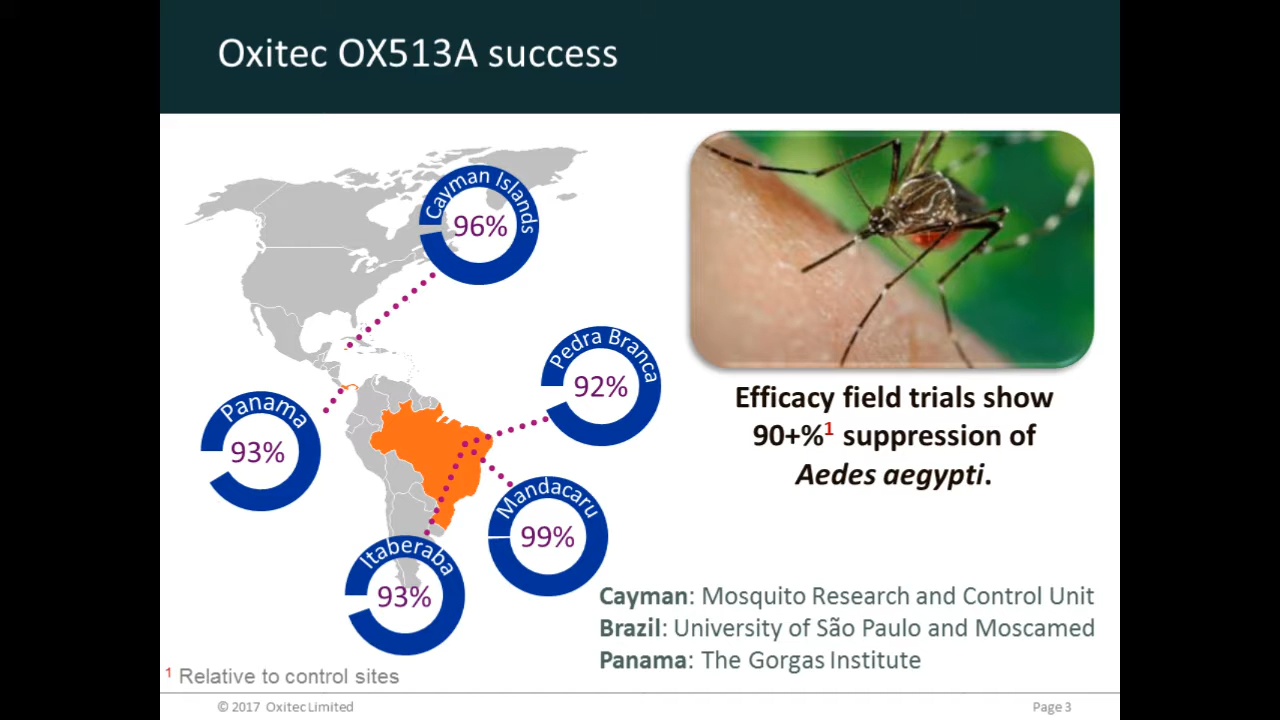 Oxitec OX513A success
Cayman Islands
96%
Pedra Branca
92%
Panama
93%
Mandacaru
99%
Itaberaba
93%
Efficacy field trials show
90+%¹ suppression of
Aedes aegypti.
Cayman: Mosquito Research and Control Unit
Brazil: University of São Paulo and Moscamed
Panama: The Gorgas Institute
¹ Relative to control sites
© 2017 Oxitec Limited
Page 3